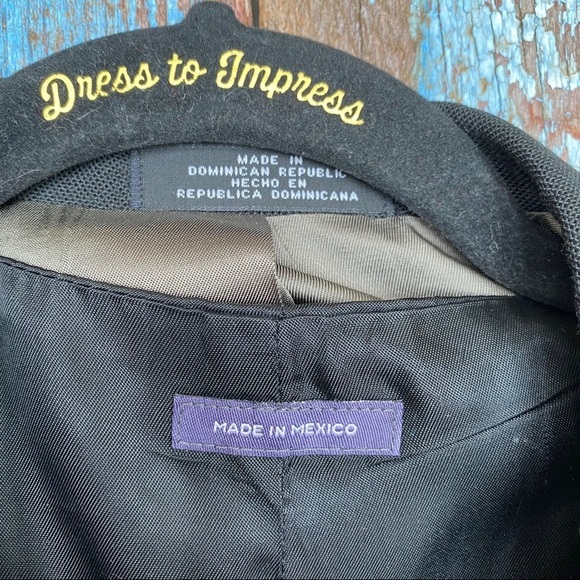 Dress to Impress
MADE IN
DOMINICAN REPUBLIC
HECHO EN
REPUBLICA DOMINICANA
MADE IN MEXICO